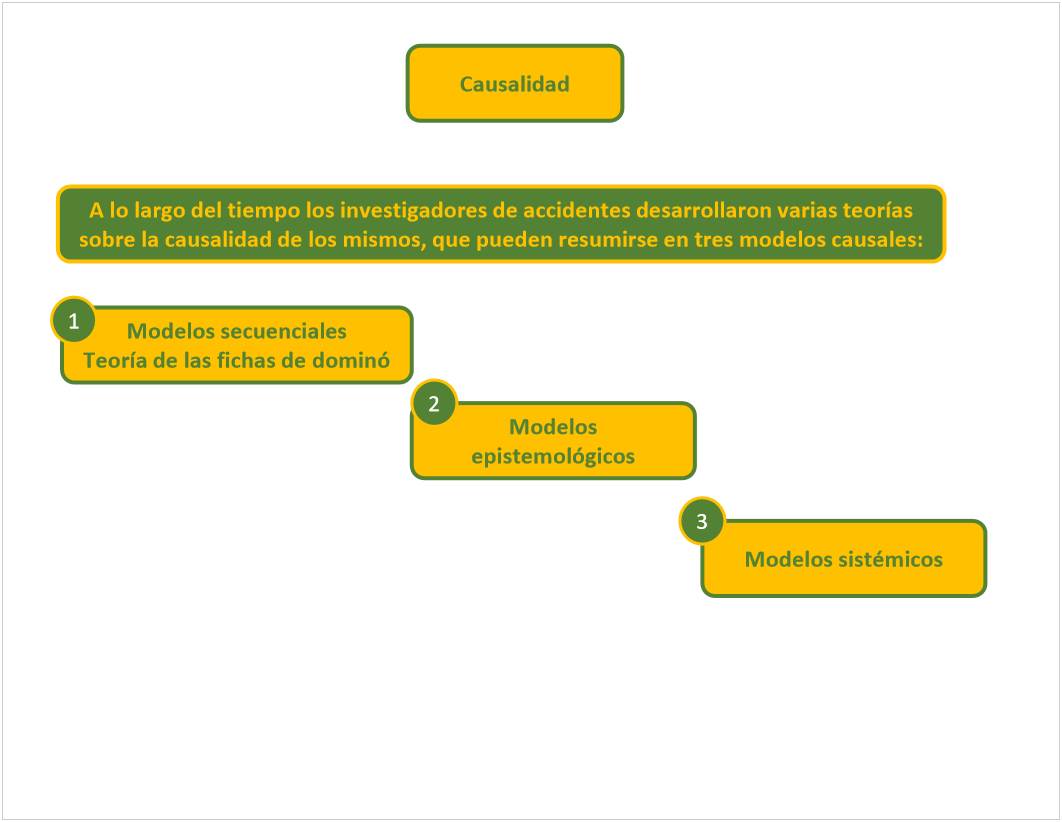 Causalidad
A lo largo del tiempo los investigadores de accidentes desarrollaron varias teorías
sobre la causalidad de los mismos, que pueden resumirse en tres modelos causales:
1
Modelos secuenciales
Teoría de las fichas de dominó
2
Modelos
epistemológicos
3
Modelos sistémicos